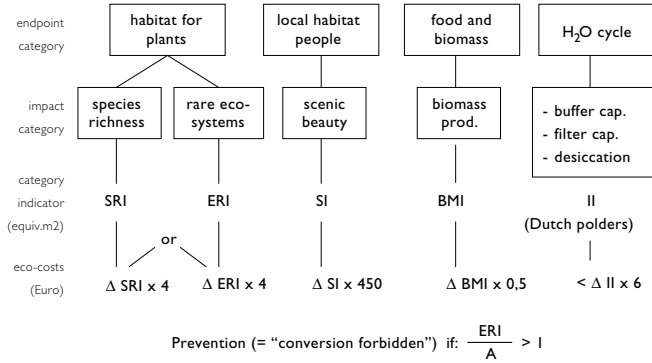 endpoint
category
habitat for
plants
local habitat
people
food and
biomass
H₂O cycle
impact
category
species
richness
rare eco-
systems
scenic
beauty
biomass
prod.
- buffer cap.
- filter cap.
- desiccation
category
indicator
(equiv.m2)
SRI
ERI
SI
BMI
II
(Dutch polders)
or
eco-costs
(Euro)
Δ SRI x 4
Δ ERI x 4
Δ SI x 450
Δ BMI x 0,5
< Δ II x 6
Prevention (= “conversion forbidden”) if: ERI / A > 1